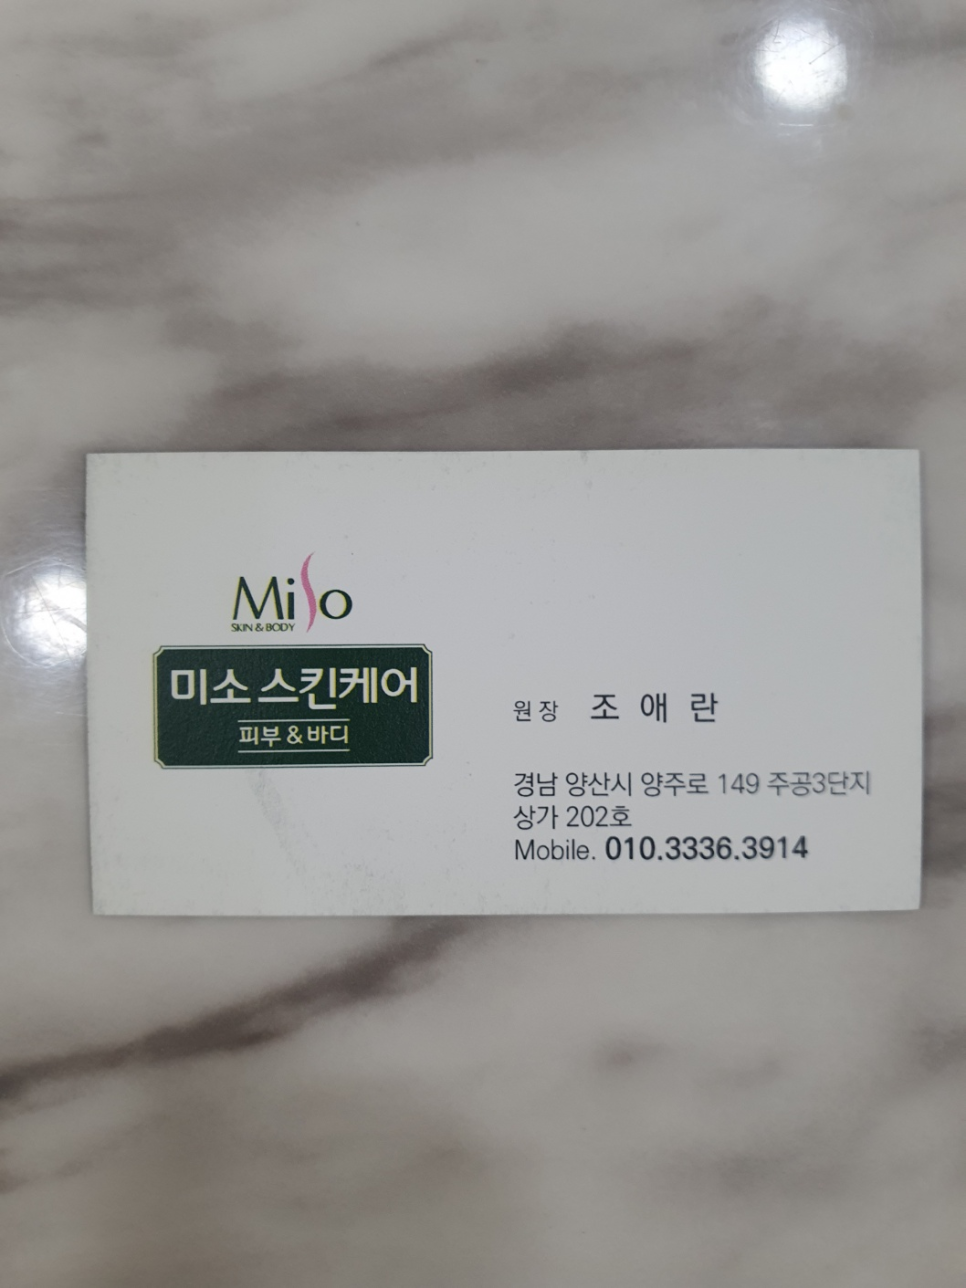 MiSo
SKIN & BODY
미소 스킨케어
피부 & 바디
원장 조애란
경남 양산시 양주로 149 주공3단지
상가 202호
Mobile. 010.3336.3914